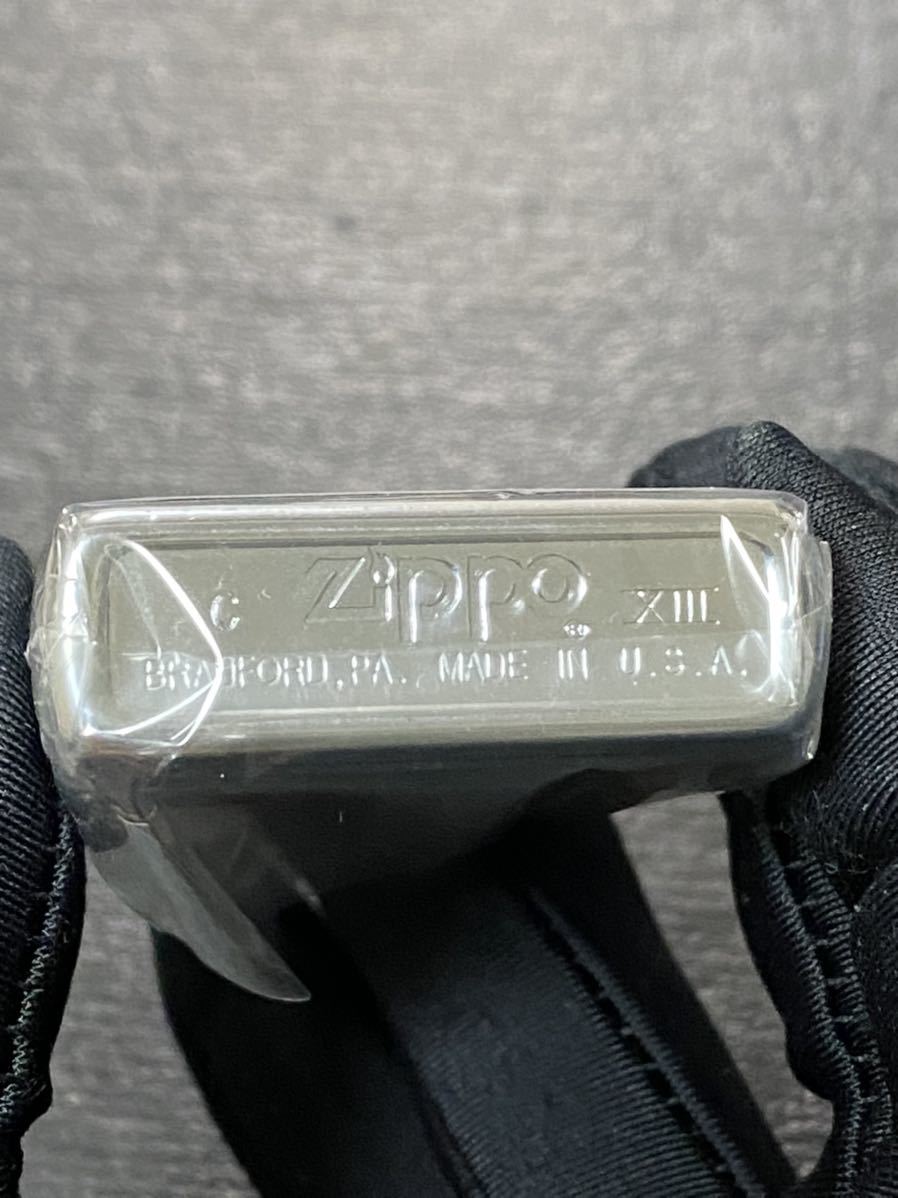 C Zippo ® XIII
BRADFORD, PA. MADE IN U.S.A.